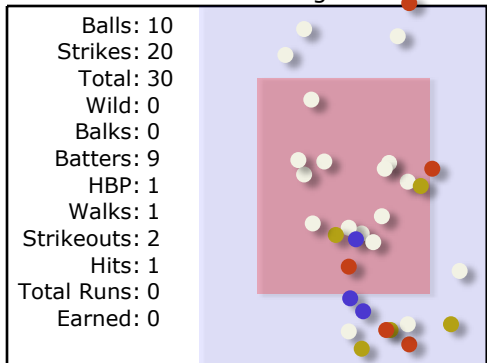 Balls: 10
Strikes: 20
Total: 30
Wild: 0
Balks: 0
Batters: 9
HBP: 1
Walks: 1
Strikeouts: 2
Hits: 1
Total Runs: 0
Earned: 0